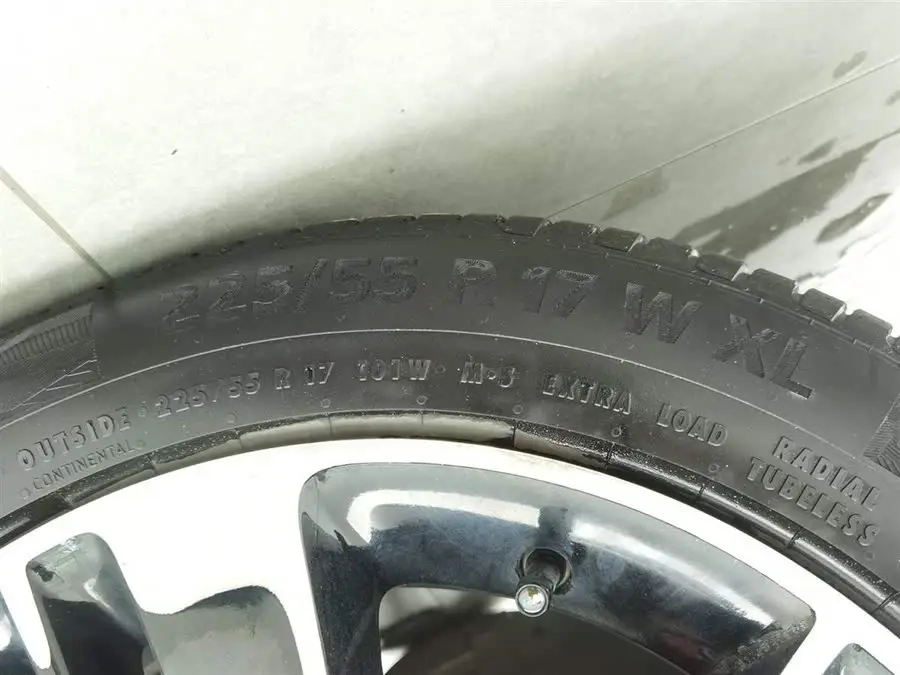 225/55 R 17 W XL
OUTSIDE 225/55 R 17 101W M+S EXTRA LOAD RADIAL
TUBELESS
CONTINENTAL